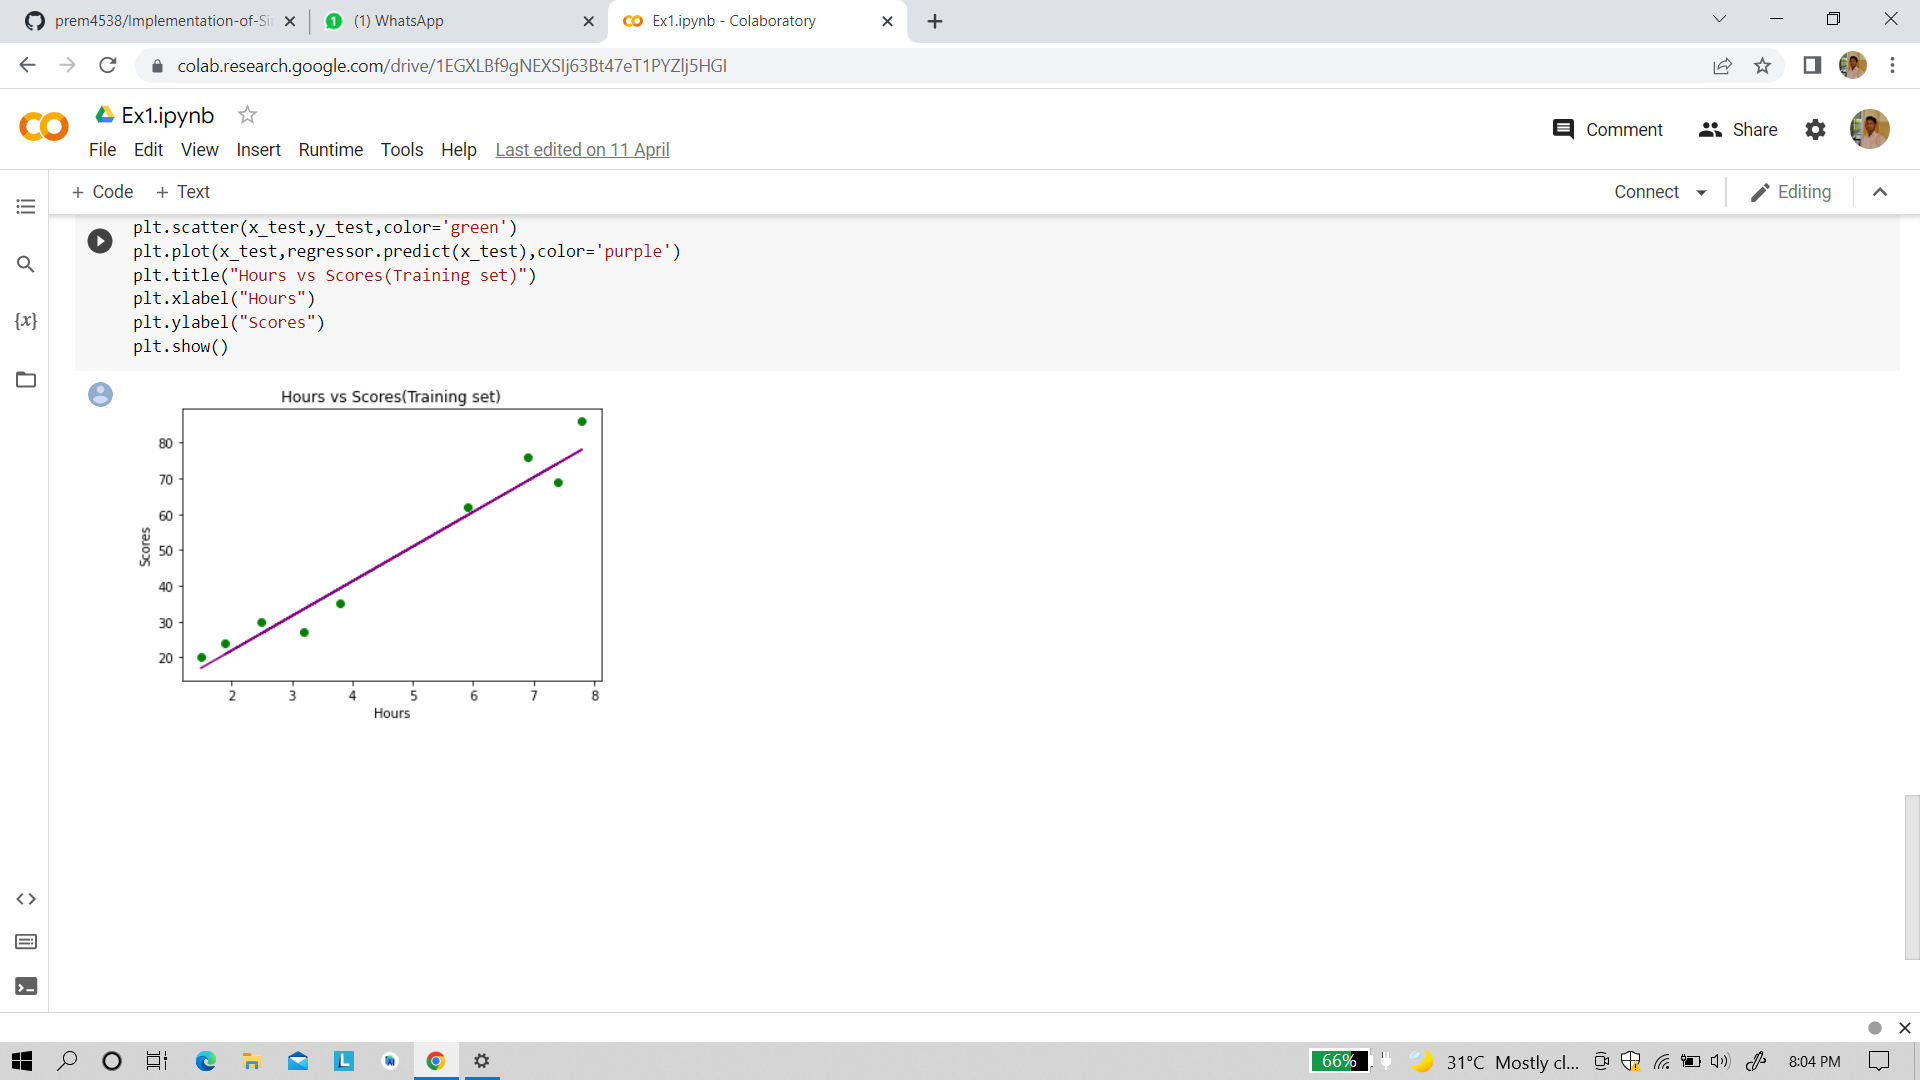 prem4538/Implementation-of-Si
(1) WhatsApp
Ex1.ipynb - Colaboratory
colab.research.google.com/drive/1EGXLBf9gNEXSIj63Bt47eT1PYZlj5HGI
Ex1.ipynb
Comment
Share
File Edit View Insert Runtime Tools Help Last edited on 11 April
+ Code + Text
Connect
Editing
plt.scatter(x_test,y_test,color='green')
plt.plot(x_test,regressor.predict(x_test),color='purple')
plt.title("Hours vs Scores(Training set)")
plt.xlabel("Hours")
plt.ylabel("Scores")
plt.show()
{x}
Hours vs Scores(Training set)
80
70
60
50
40
30
20
Scores
2 3 4 5 6 7 8
Hours
66%
31°C Mostly cl...
8:04 PM